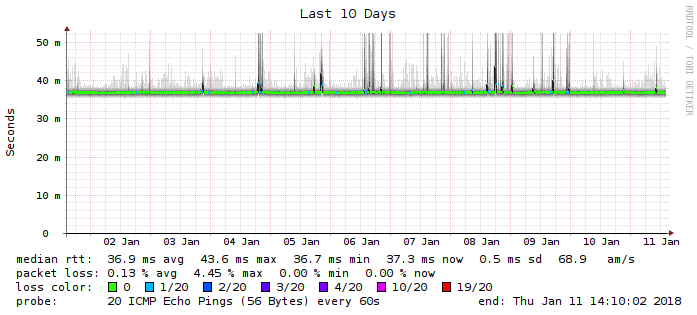 Last 10 Days
RRDTOOL / TOBI OETIKER
Seconds
50 m
40 m
30 m
20 m
10 m
0
02 Jan 03 Jan 04 Jan 05 Jan 06 Jan 07 Jan 08 Jan 09 Jan 10 Jan 11 Jan
median rtt: 36.9 ms avg 43.6 ms max 36.7 ms min 37.3 ms now 0.5 ms sd 68.9 am/s
packet loss: 0.13 % avg 4.45 % max 0.00 % min 0.00 % now
loss color: 0 1/20 2/20 3/20 4/20 10/20 19/20
probe: 20 ICMP Echo Pings (56 Bytes) every 60s end: Thu Jan 11 14:10:02 2018